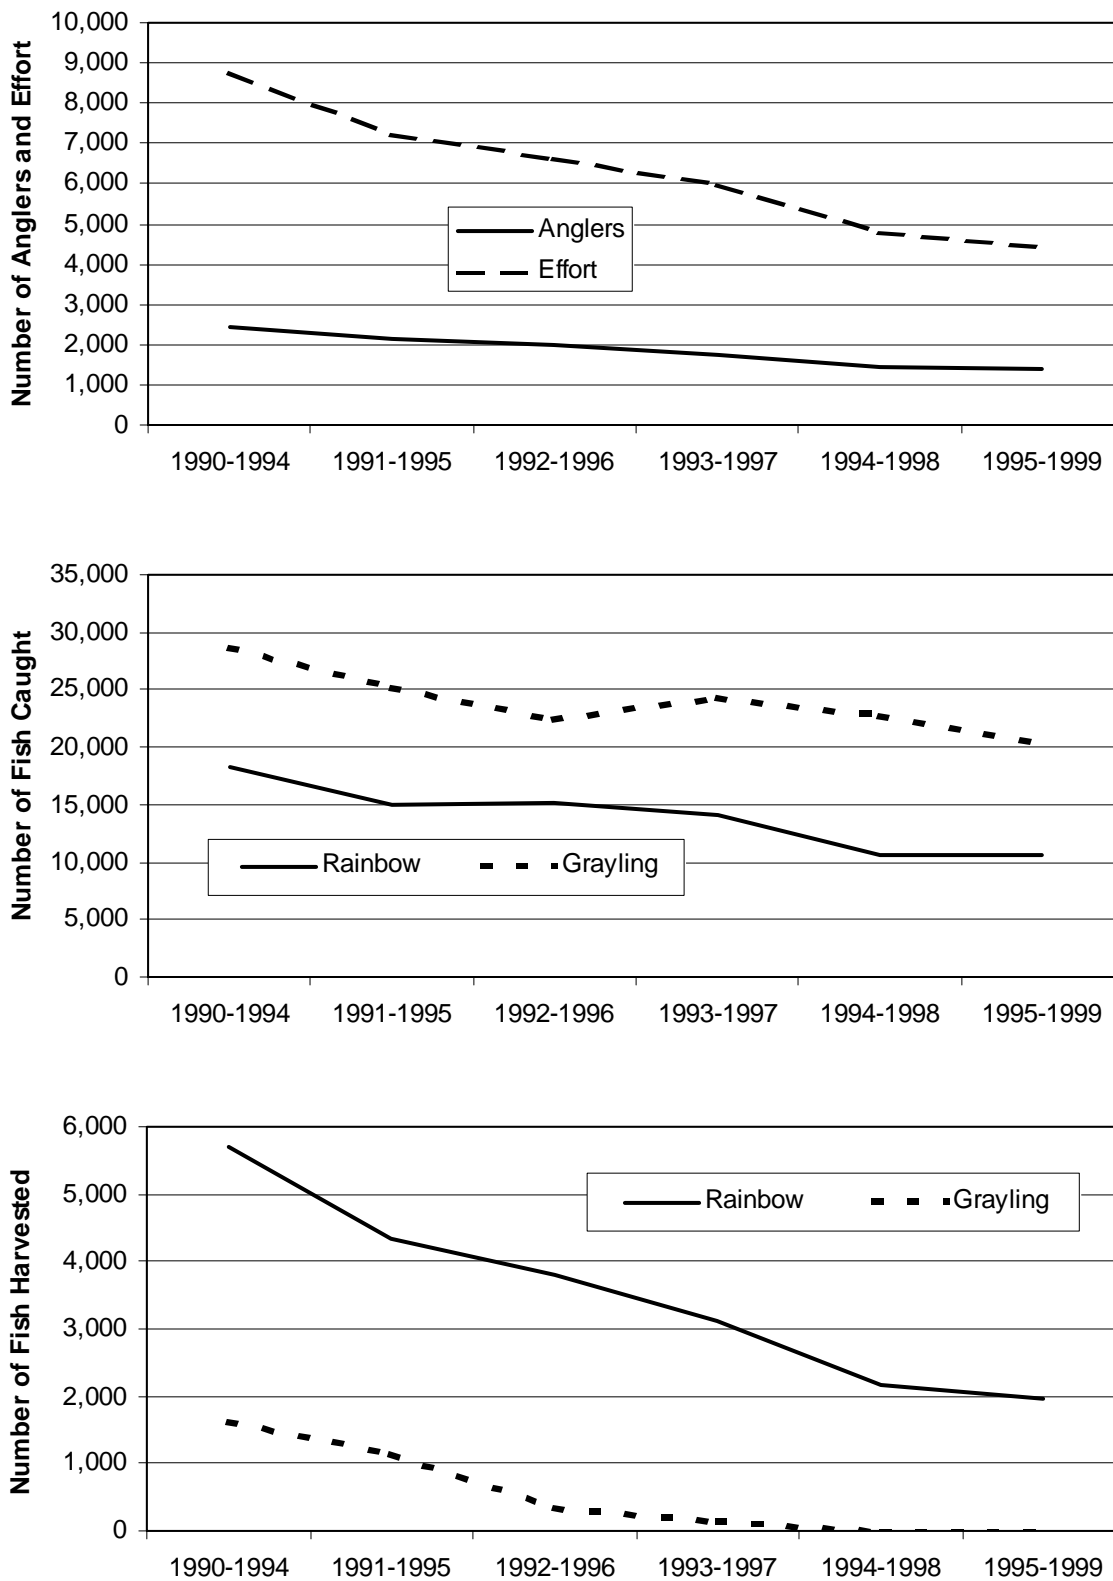 Number of Anglers and Effort
10,000
9,000
8,000
7,000
6,000
5,000
4,000
3,000
2,000
1,000
0
Anglers
Effort
1990-1994 1991-1995 1992-1996 1993-1997 1994-1998 1995-1999
Number of Fish Caught
35,000
30,000
25,000
20,000
15,000
10,000
5,000
0
Rainbow Grayling
1990-1994 1991-1995 1992-1996 1993-1997 1994-1998 1995-1999
Number of Fish Harvested
6,000
5,000
4,000
3,000
2,000
1,000
0
Rainbow Grayling
1990-1994 1991-1995 1992-1996 1993-1997 1994-1998 1995-1999